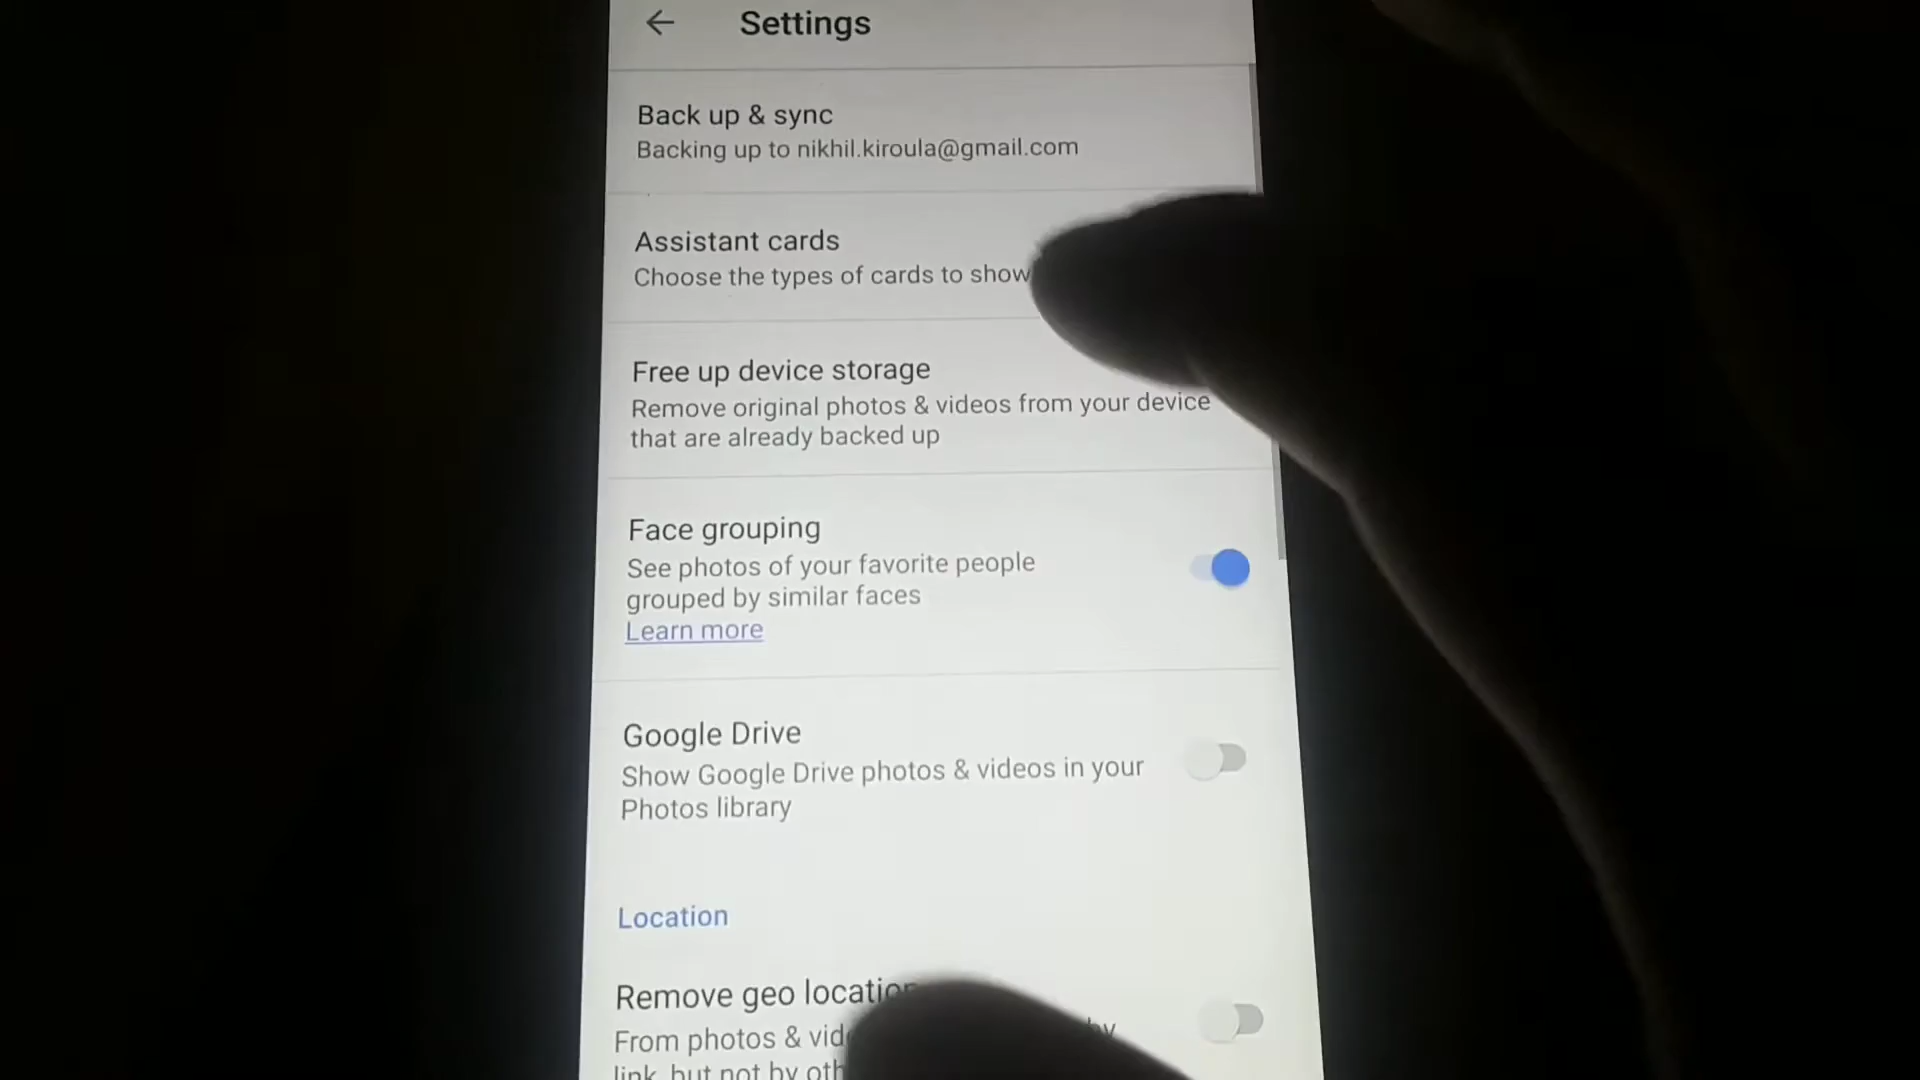 Settings
Back up & sync
Backing up to nikhil.kiroula@gmail.com
Assistant cards
Choose the types of cards to show
Free up device storage
Remove original photos & videos from your device
that are already backed up
Face grouping
See photos of your favorite people
grouped by similar faces
Learn more
Google Drive
Show Google Drive photos & videos in your
Photos library
Location
Remove geo location
From photos & by
link, but not by